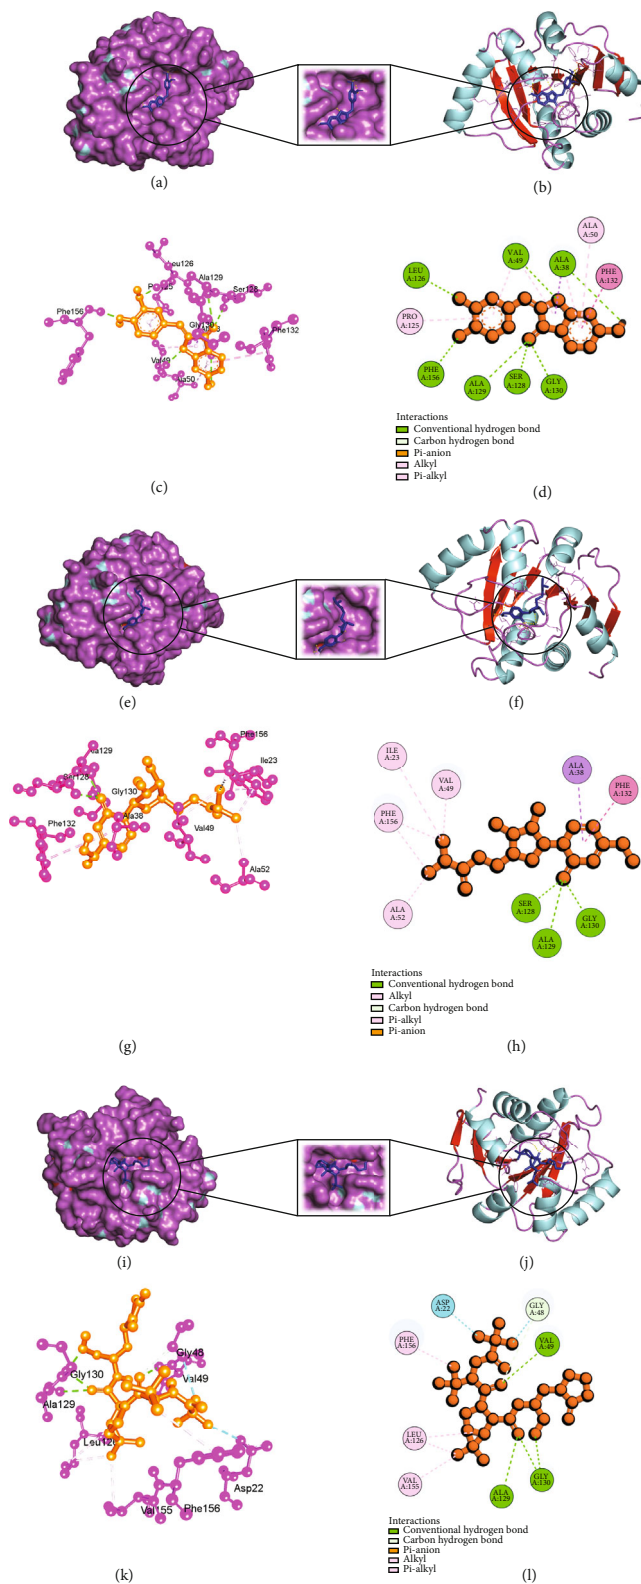 (a)
(b)
Leu126
Ala129
Ser128
Phe156
Gly130
Phe132
Val49
Ala50
(c)
ALA
A:50
VAL
A:49
ALA
A:38
PHE
A:132
LEU
A:126
PRO
A:125
PHE
A:156
ALA
A:129
SER
A:128
GLY
A:130
Interactions
Conventional hydrogen bond
Carbon hydrogen bond
Pi-anion
Alkyl
Pi-alkyl
(d)
(e)
(f)
Phe156
Ile23
Ser128
Gly130
Phe132
Ala38
Val49
Ala52
(g)
ILE
A:23
VAL
A:49
PHE
A:156
ALA
A:52
ALA
A:38
PHE
A:132
SER
A:128
ALA
A:129
GLY
A:130
Interactions
Conventional hydrogen bond
Alkyl
Carbon hydrogen bond
Pi-alkyl
Pi-anion
(h)
(i)
(j)
Gly48
Gly130
Val49
Ala129
Val155
Phe156
Asp22
(k)
ASP
A:22
GLY
A:48
PHE
A:156
VAL
A:49
LEU
A:126
VAL
A:155
ALA
A:129
GLY
A:130
Interactions
Conventional hydrogen bond
Carbon hydrogen bond
Pi-anion
Alkyl
Pi-alkyl
(l)